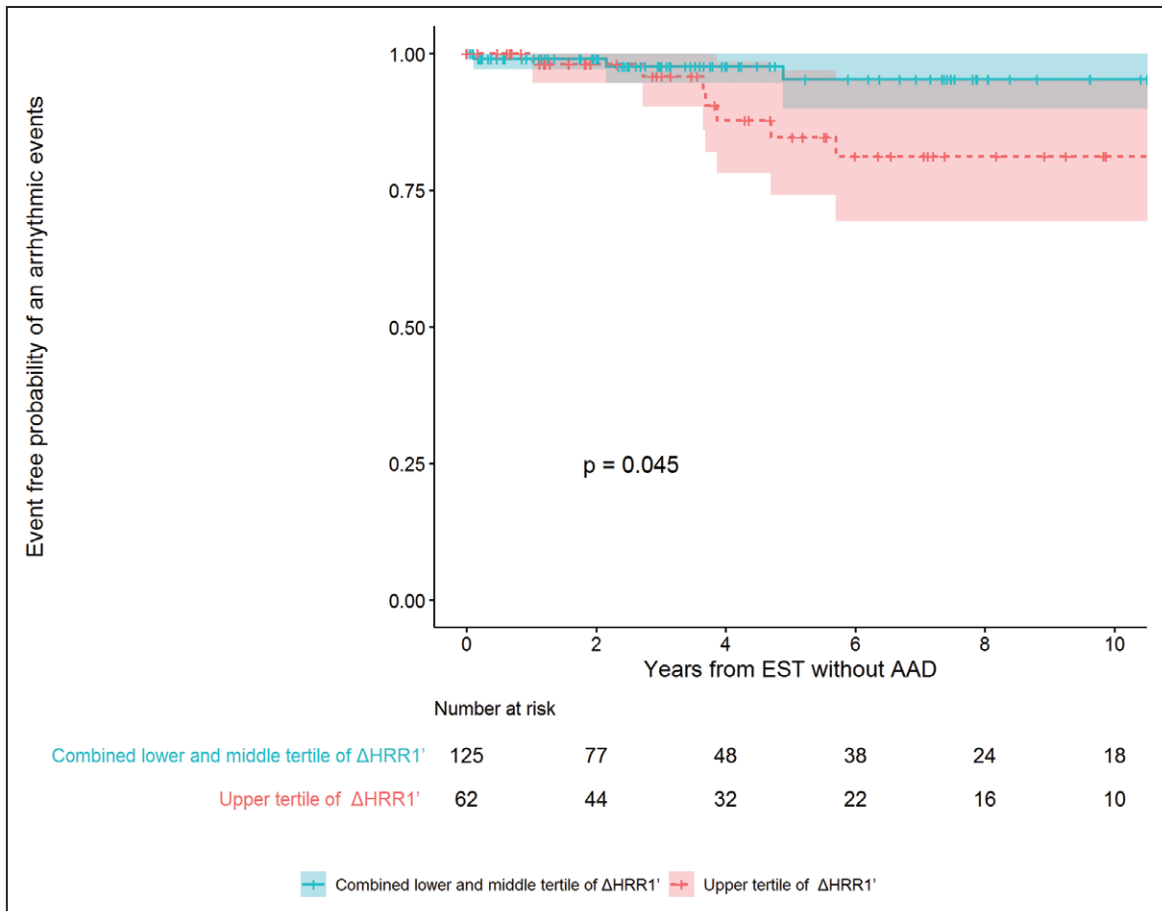 Event free probability of an arrhythmic events
1.00
0.75
0.50
0.25
0.00
p = 0.045
0 2 4 6 8 10
Years from EST without AAD
Number at risk
Combined lower and middle tertile of ΔHRR1' 125 77 48 38 24 18
Upper tertile of ΔHRR1' 62 44 32 22 16 10
Combined lower and middle tertile of ΔHRR1' Upper tertile of ΔHRR1'